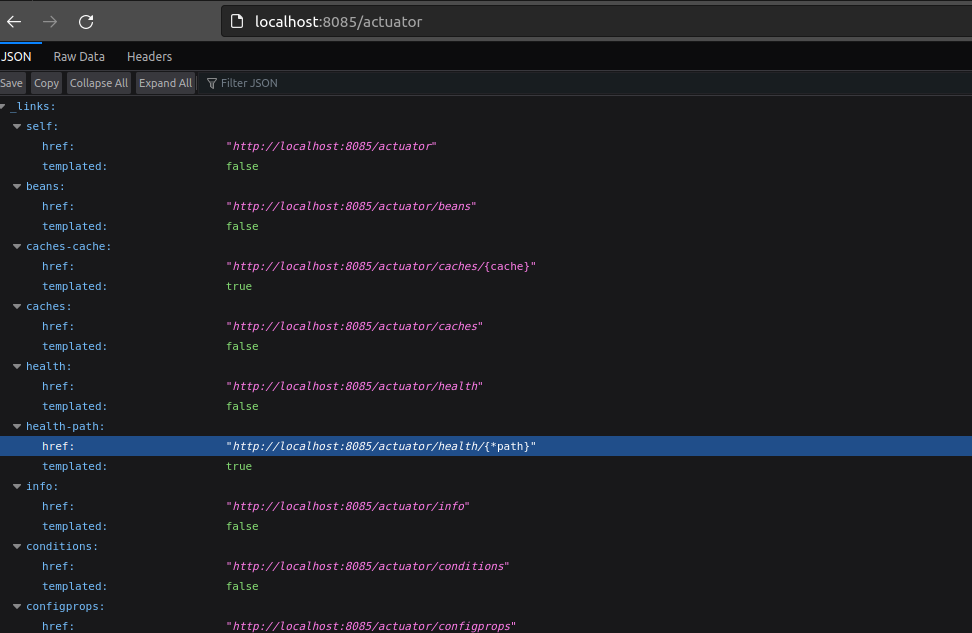 localhost:8085/actuator
JSON Raw Data Headers
Save Copy Collapse All Expand All Filter JSON
_links:
self:
href: "http://localhost:8085/actuator"
templated: false
beans:
href: "http://localhost:8085/actuator/beans"
templated: false
caches-cache:
href: "http://localhost:8085/actuator/caches/{cache}"
templated: true
caches:
href: "http://localhost:8085/actuator/caches"
templated: false
health:
href: "http://localhost:8085/actuator/health"
templated: false
health-path:
href: "http://localhost:8085/actuator/health/{*path}"
templated: true
info:
href: "http://localhost:8085/actuator/info"
templated: false
conditions:
href: "http://localhost:8085/actuator/conditions"
templated: false
configprops:
href: "http://localhost:8085/actuator/configprops"